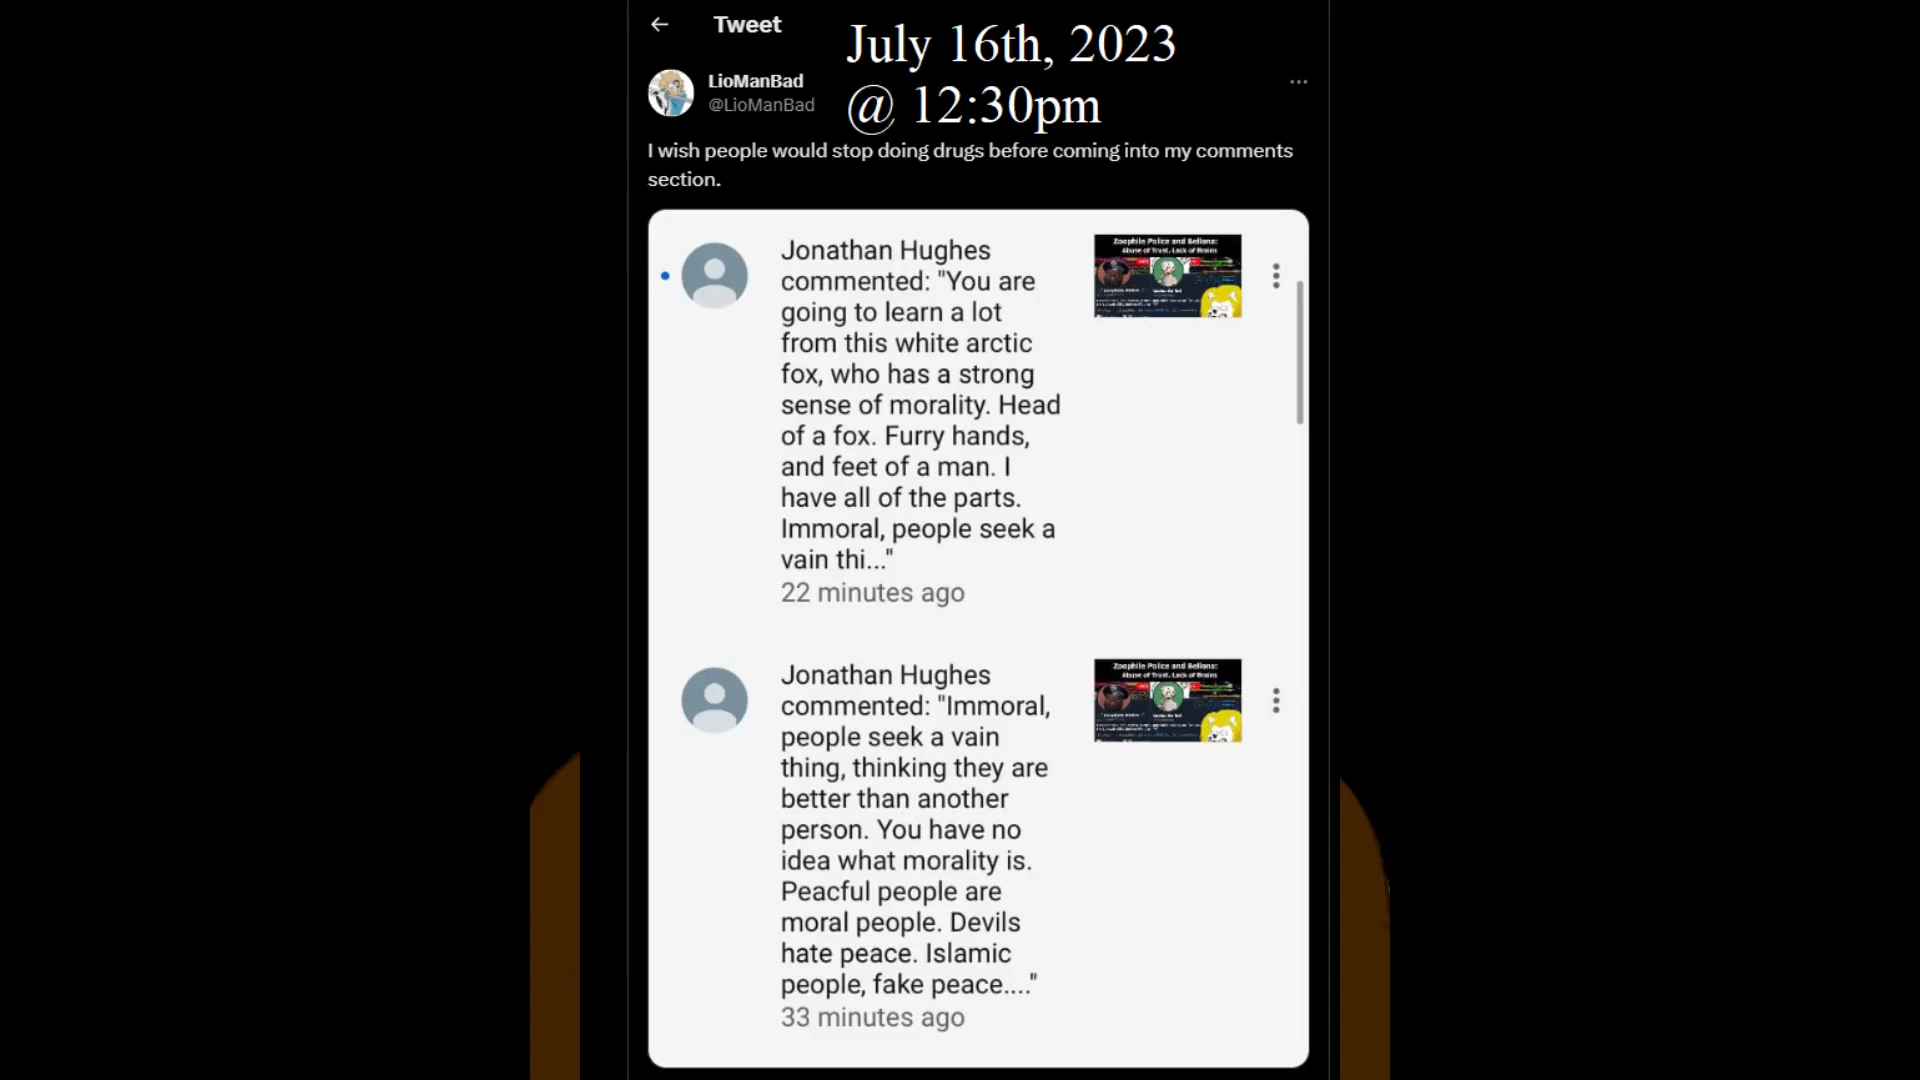 Tweet
July 16th, 2023
@ 12:30pm
LioManBad
@LioManBad
I wish people would stop doing drugs before coming into my comments
section.
Jonathan Hughes
commented: "You are
going to learn a lot
from this white arctic
fox, who has a strong
sense of morality. Head
of a fox. Furry hands,
and feet of a man. I
have all of the parts.
Immoral, people seek a
vain thi..."
22 minutes ago
Zoophile Police and Bellona:
Abuse of Trust, Lack of Brains
Jonathan Hughes
commented: "Immoral,
people seek a vain
thing, thinking they are
better than another
person. You have no
idea what morality is.
Peacful people are
moral people. Devils
hate peace. Islamic
people, fake peace...."
33 minutes ago
Zoophile Police and Bellona:
Abuse of Trust, Lack of Brains